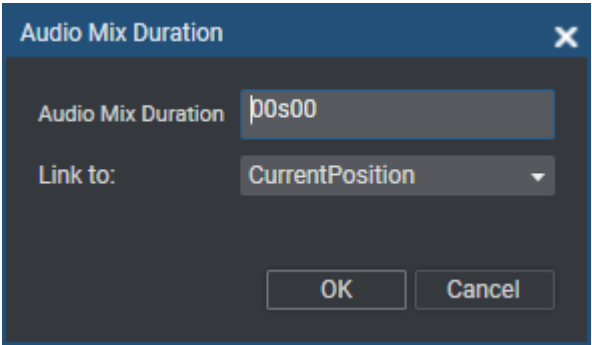 Audio Mix Duration
Audio Mix Duration 00s00
Link to: CurrentPosition
OK Cancel